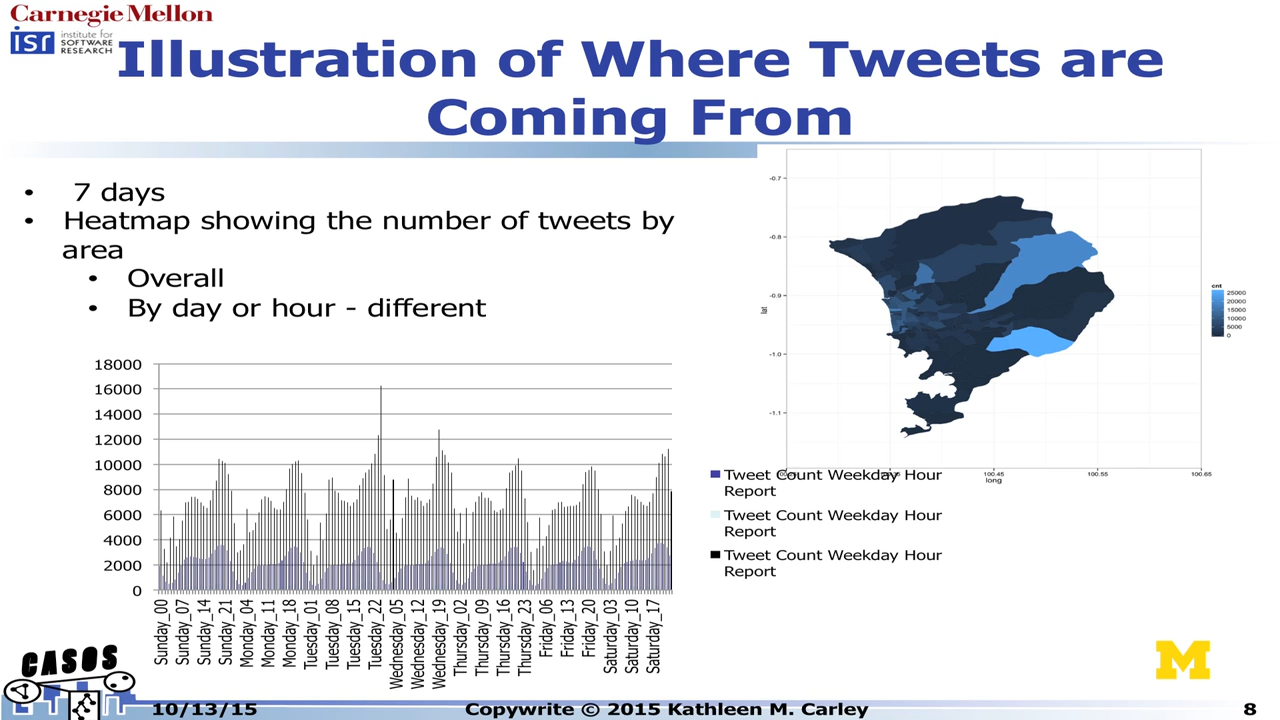 Carnegie Mellon
isr institute for
SOFTWARE
RESEARCH
Illustration of Where Tweets are
Coming From
• 7 days
• Heatmap showing the number of tweets by
area
• Overall
• By day or hour - different
18000
16000
14000
12000
10000
8000
6000
4000
2000
0
Sunday_00
Sunday_07
Sunday_14
Sunday_21
Monday_04
Monday_11
Monday_18
Tuesday_01
Tuesday_08
Tuesday_15
Tuesday_22
Wednesday_05
Wednesday_12
Wednesday_19
Thursday_02
Thursday_09
Thursday_16
Thursday_23
Friday_06
Friday_13
Friday_20
Saturday_03
Saturday_10
Saturday_17
-0.7
-0.8
-0.9
-1.0
-1.1
lat
100.45
100.55
100.65
long
cnt
25000
20000
15000
10000
5000
0
Tweet Count Weekday Hour
Report
Tweet Count Weekday Hour
Report
Tweet Count Weekday Hour
Report
CASOS
M
10/13/15
Copywrite © 2015 Kathleen M. Carley
8